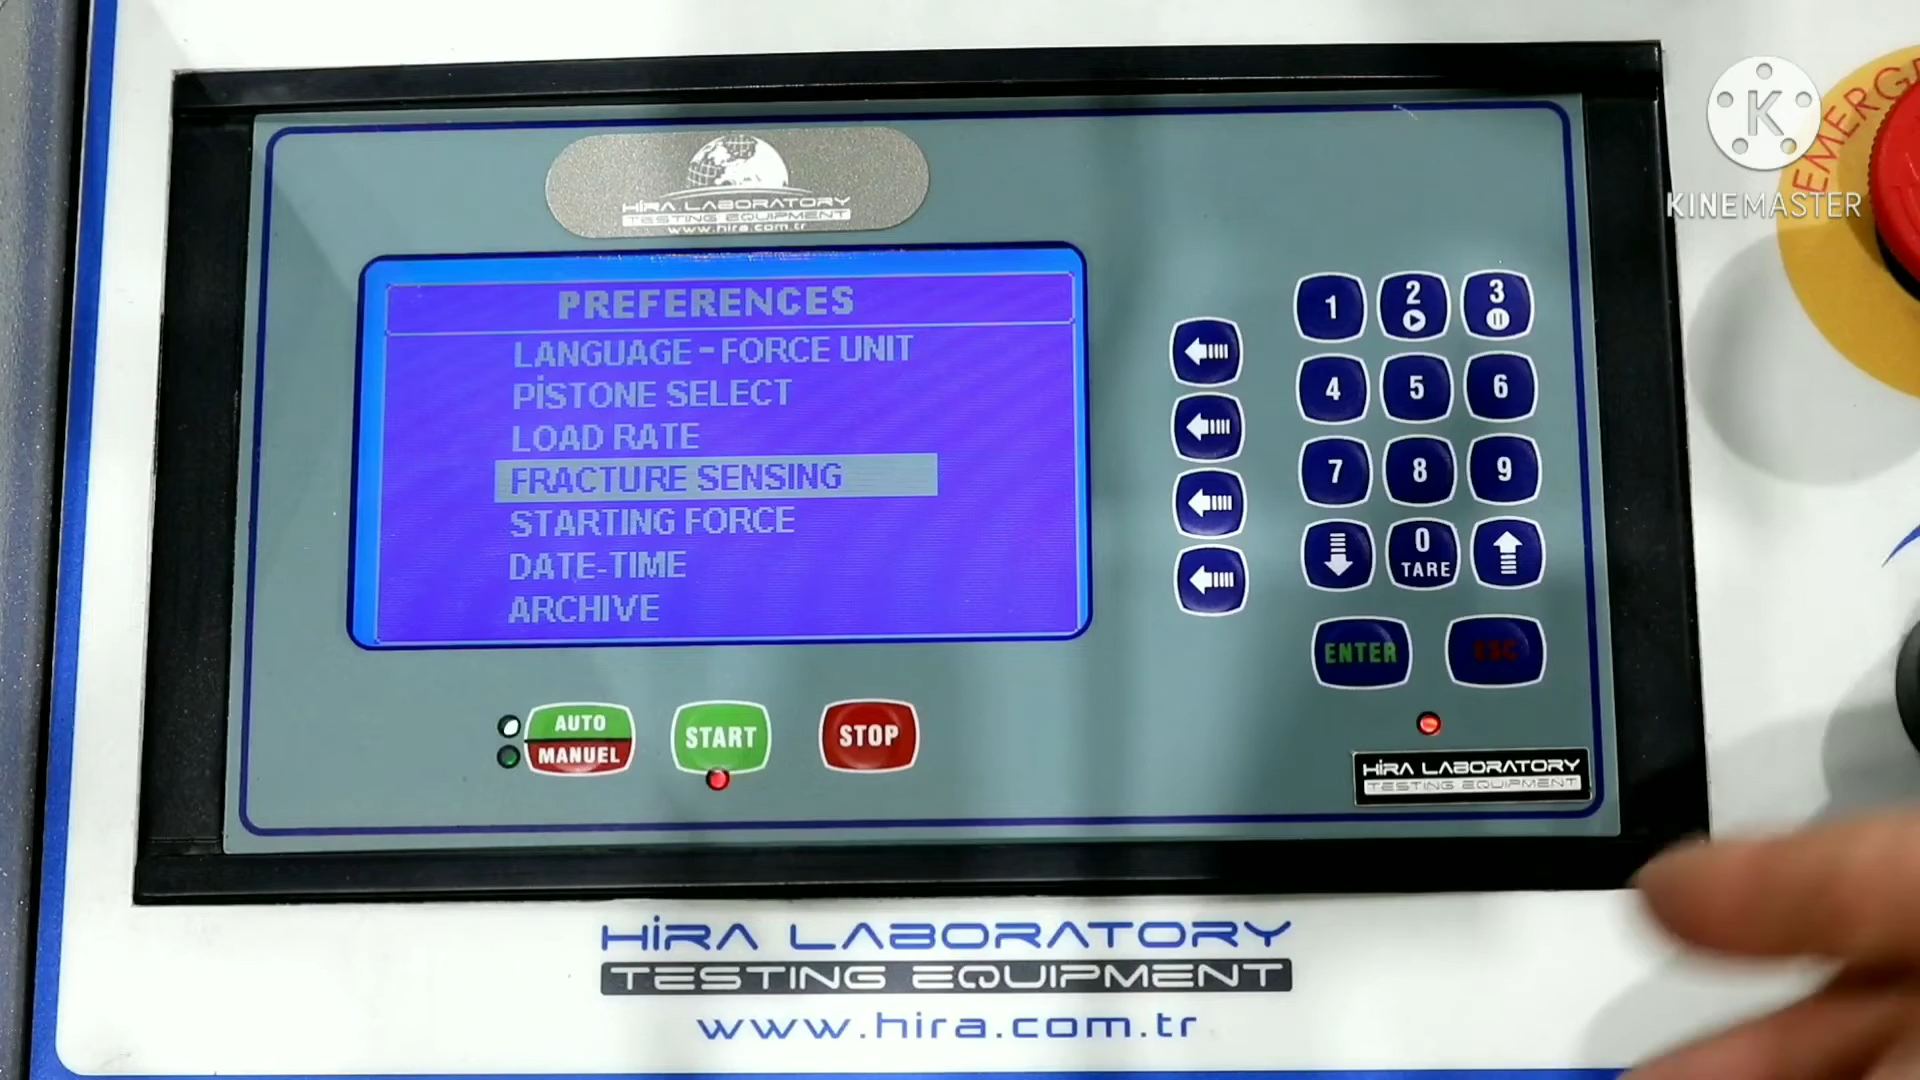 HİRA LABORATORY
TESTING EQUIPMENT
www.hira.com.tr
PREFERENCES
LANGUAGE-FORCE UNIT
PİSTONE SELECT
LOAD RATE
FRACTURE SENSING
STARTING FORCE
DATE-TIME
ARCHIVE
1 2 3
4 5 6
7 8 9
0
TARE
ENTER ESC
AUTO
MANUEL
START
STOP
HİRA LABORATORY
TESTING EQUIPMENT
HİRA LABORATORY
TESTING EQUIPMENT
www.hira.com.tr
K
KINEMASTER